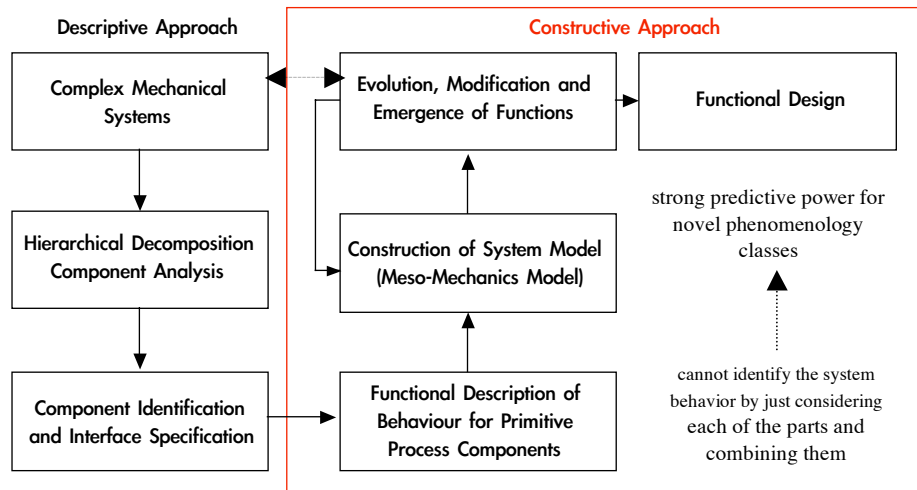 Descriptive Approach
Constructive Approach
Complex Mechanical
Systems
Evolution, Modification and
Emergence of Functions
Functional Design
Hierarchical Decomposition
Component Analysis
Construction of System Model
(Meso-Mechanics Model)
strong predictive power for
novel phenomenology
classes
Component Identification
and Interface Specification
Functional Description of
Behaviour for Primitive
Process Components
cannot identify the system
behavior by just considering
each of the parts and
combining them